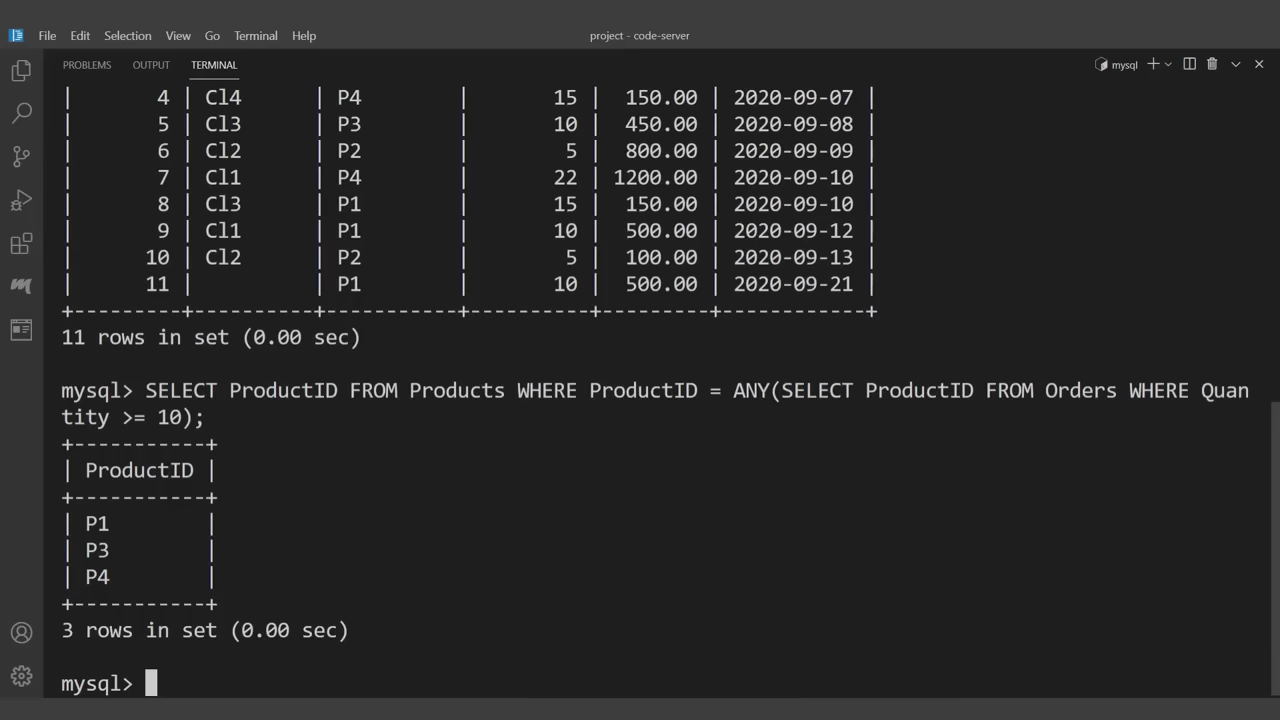 File Edit Selection View Go Terminal Help project - code-server
PROBLEMS OUTPUT TERMINAL mysql
| 4 | Cl4 | P4 | 15 | 150.00 | 2020-09-07 |
| 5 | Cl3 | P3 | 10 | 450.00 | 2020-09-08 |
| 6 | Cl2 | P2 | 5 | 800.00 | 2020-09-09 |
| 7 | Cl1 | P4 | 22 | 1200.00 | 2020-09-10 |
| 8 | Cl3 | P1 | 15 | 150.00 | 2020-09-10 |
| 9 | Cl1 | P1 | 10 | 500.00 | 2020-09-12 |
| 10 | Cl2 | P2 | 5 | 100.00 | 2020-09-13 |
| 11 | | P1 | 10 | 500.00 | 2020-09-21 |
+---------+----------+-----------+----------+---------+------------+
11 rows in set (0.00 sec)
mysql> SELECT ProductID FROM Products WHERE ProductID = ANY(SELECT ProductID FROM Orders WHERE Quan
tity >= 10);
+-----------+
| ProductID |
+-----------+
| P1 |
| P3 |
| P4 |
+-----------+
3 rows in set (0.00 sec)
mysql>